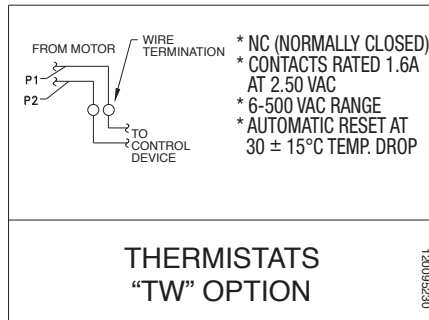 FROM MOTOR
P1
P2
WIRE
TERMINATION
TO
CONTROL
DEVICE
* NC (NORMALLY CLOSED)
* CONTACTS RATED 1.6A
AT 2.50 VAC
* 6-500 VAC RANGE
* AUTOMATIC RESET AT
30 ± 15°C TEMP. DROP
THERMISTATS
“TW” OPTION
120095230